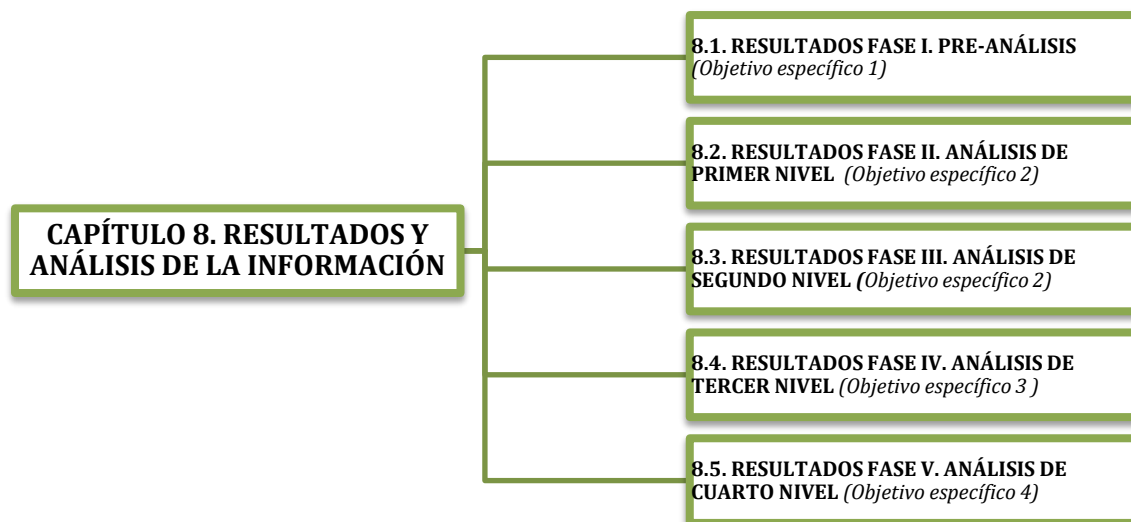 8.1. RESULTADOS FASE I. PRE-ANÁLISIS
(Objetivo específico 1)
8.2. RESULTADOS FASE II. ANÁLISIS DE
PRIMER NIVEL (Objetivo específico 2)
CAPÍTULO 8. RESULTADOS Y
ANÁLISIS DE LA INFORMACIÓN
8.3. RESULTADOS FASE III. ANÁLISIS DE
SEGUNDO NIVEL (Objetivo específico 2)
8.4. RESULTADOS FASE IV. ANÁLISIS DE
TERCER NIVEL (Objetivo específico 3 )
8.5. RESULTADOS FASE V. ANÁLISIS DE
CUARTO NIVEL (Objetivo específico 4)